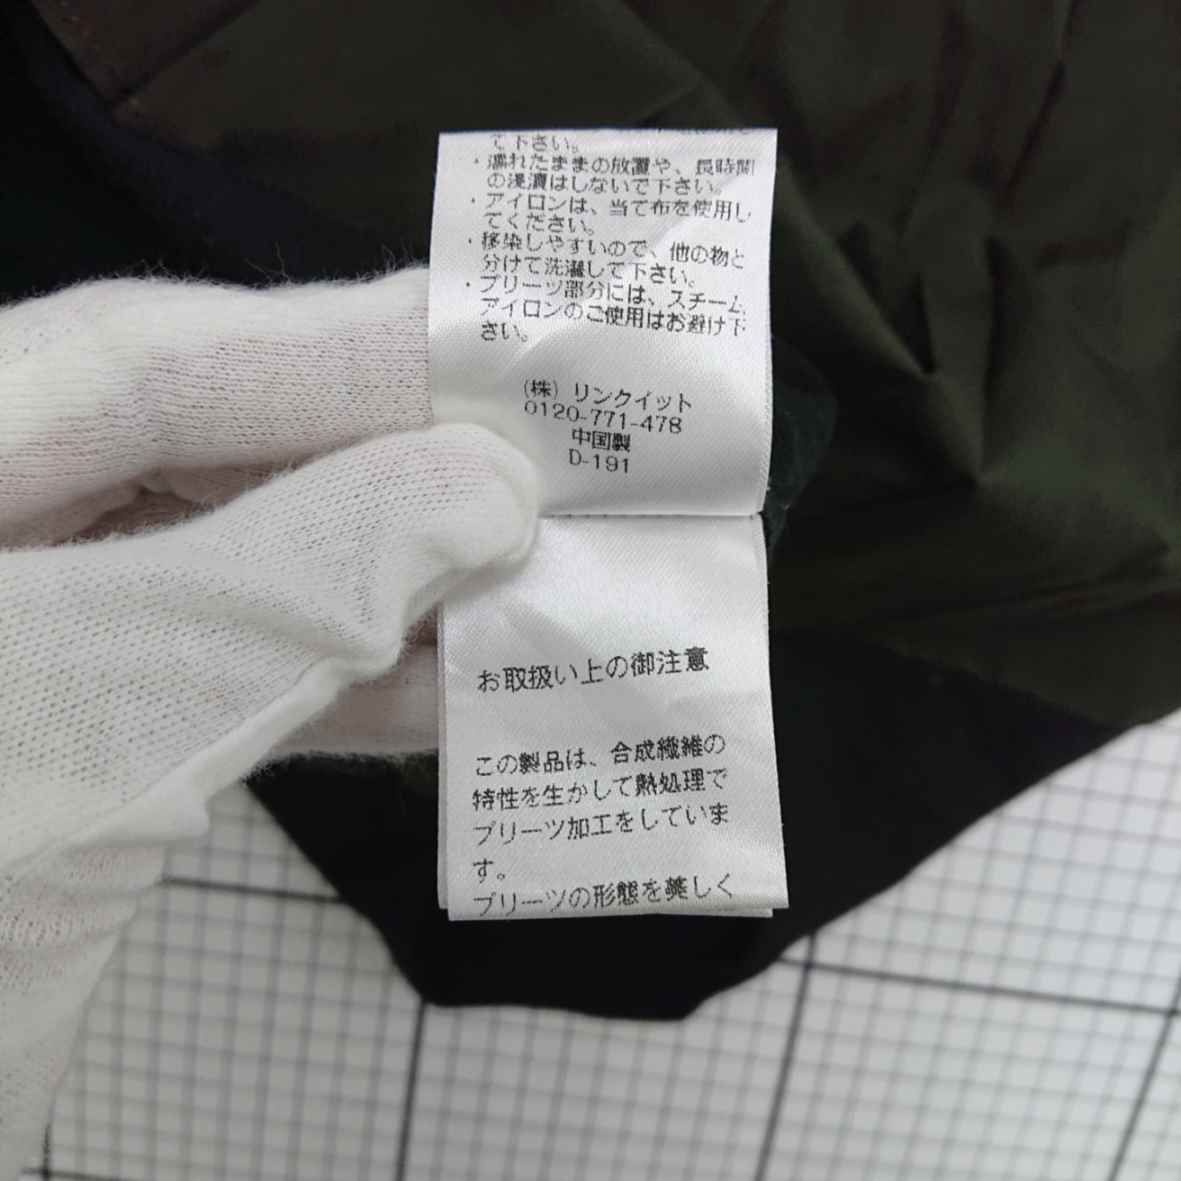 て下さい。
・濡れたままの放置や、長時間
の浸漬はしないで下さい。
・アイロンは、当て布を使用し
てください。
・移染しやすいので、他の物と
分けて洗濯して下さい。
・プリーツ部分には、スチーム
アイロンのご使用はお避け下
さい。
(株) リンクイット
0120-771-478
中国製
D-191
お取扱い上の御注意
この製品は、合成繊維の
特性を生かして熱処理で
プリーツ加工をしていま
す。
プリーツの形態を美しく